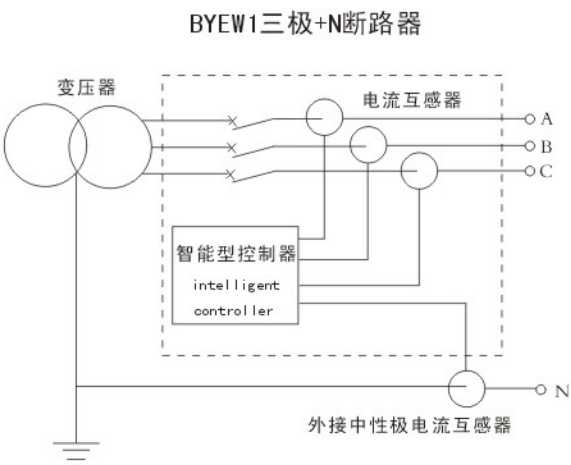 BYEW1三极+N断路器
变压器
电流互感器
A
B
C
智能型控制器
intelligent
controller
N
外接中性极电流互感器